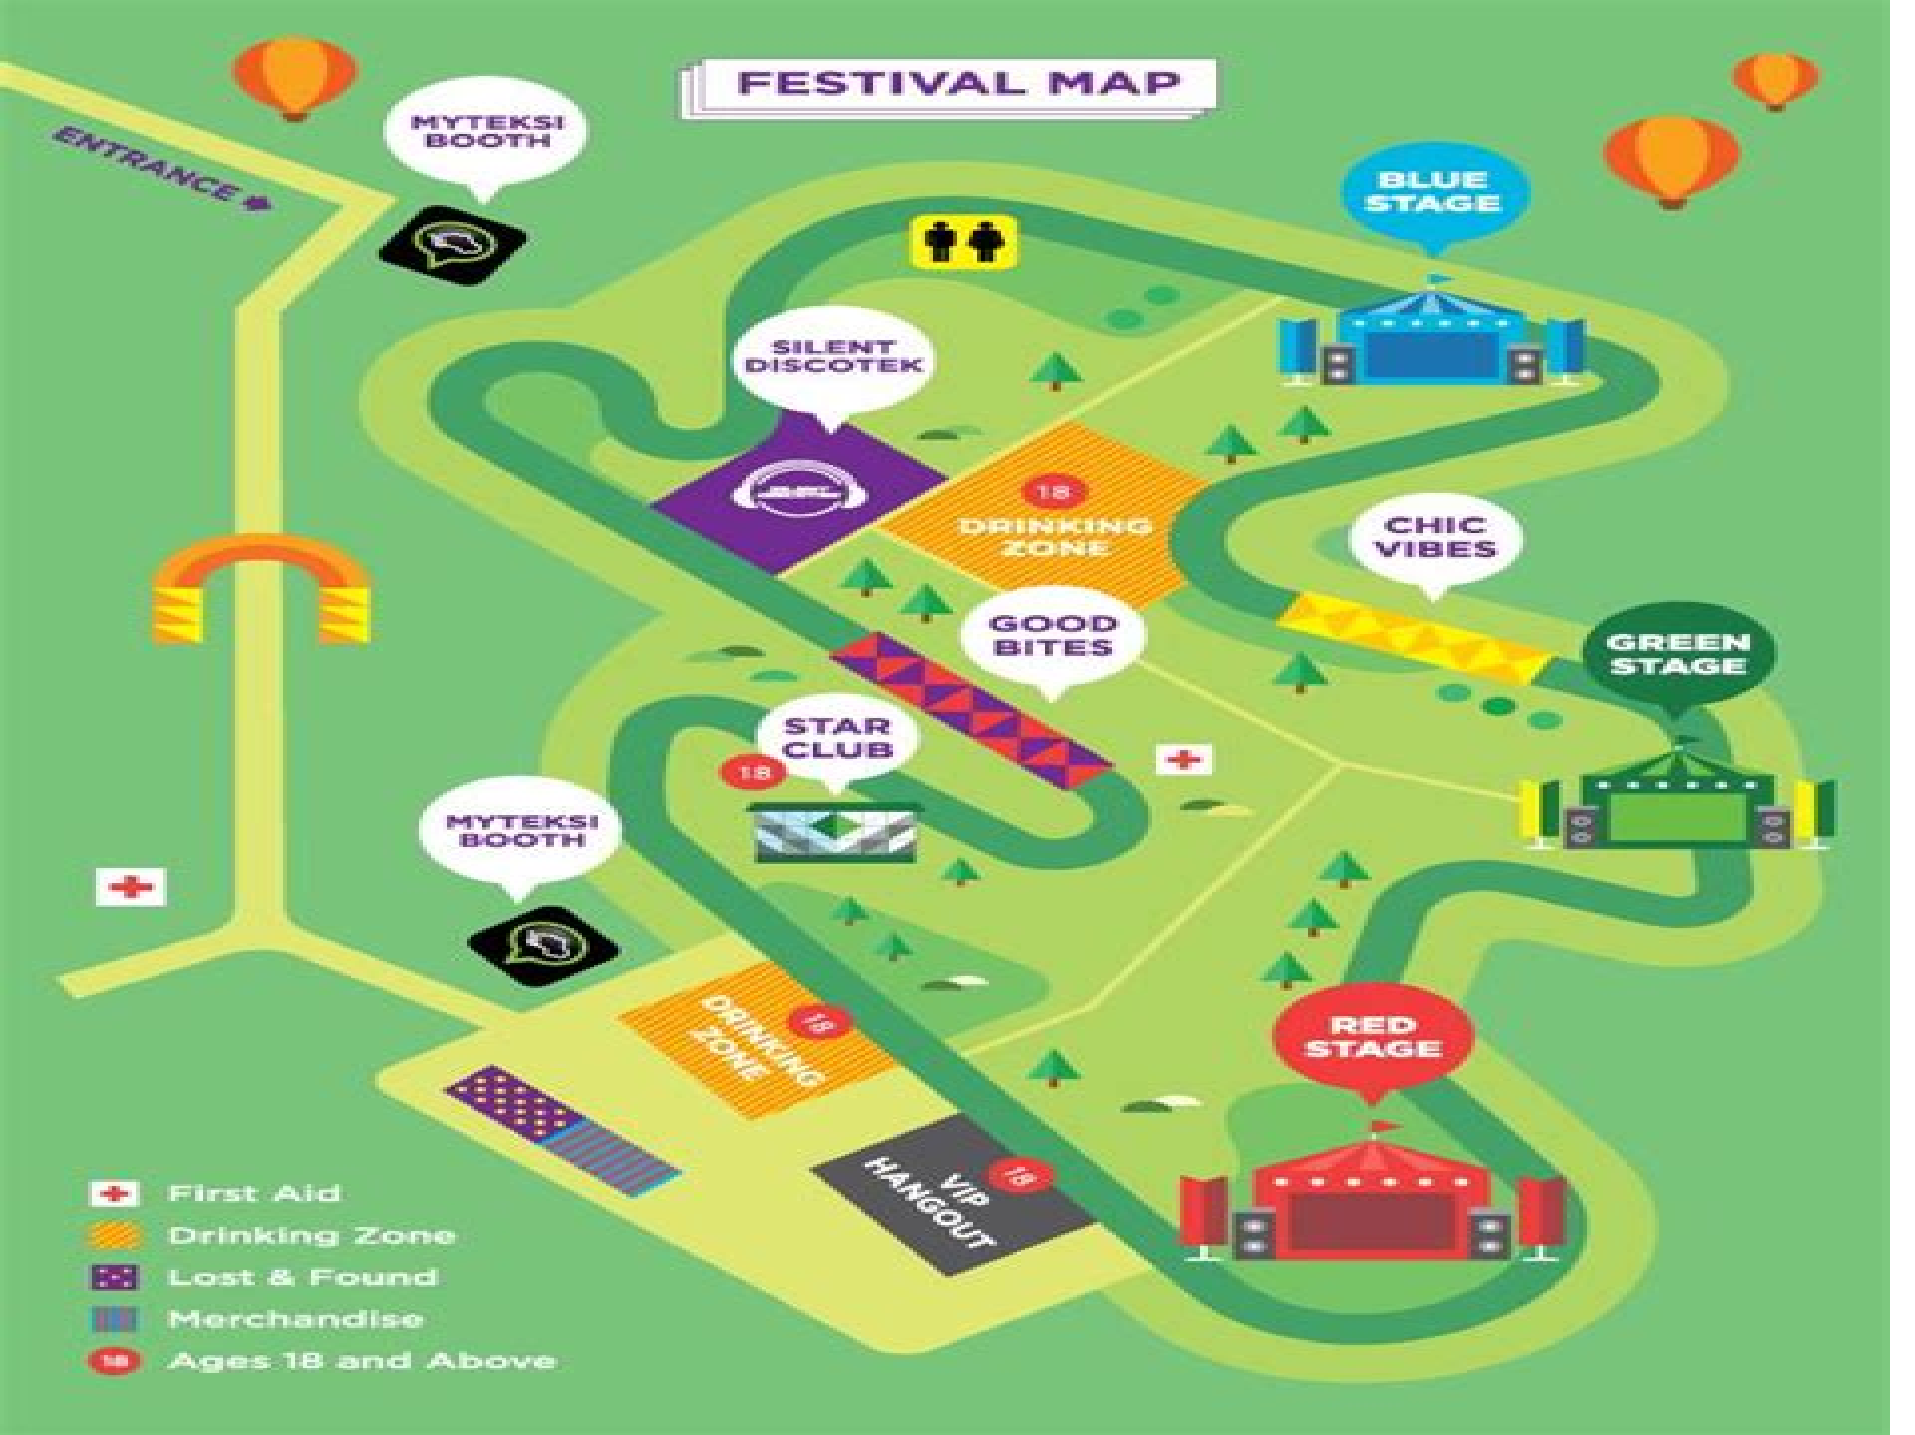 FESTIVAL MAP
ENTRANCE
MYTEKSI
BOOTH
BLUE
STAGE
SILENT
DISCOTEK
18
DRINKING
ZONE
CHIC
VIBES
GOOD
BITES
GREEN
STAGE
STAR
CLUB
18
MYTEKSI
BOOTH
DRINKING
ZONE
18
RED
STAGE
VIP
HANGOUT
18
First Aid
Drinking Zone
Lost & Found
Merchandise
18
Ages 18 and Above